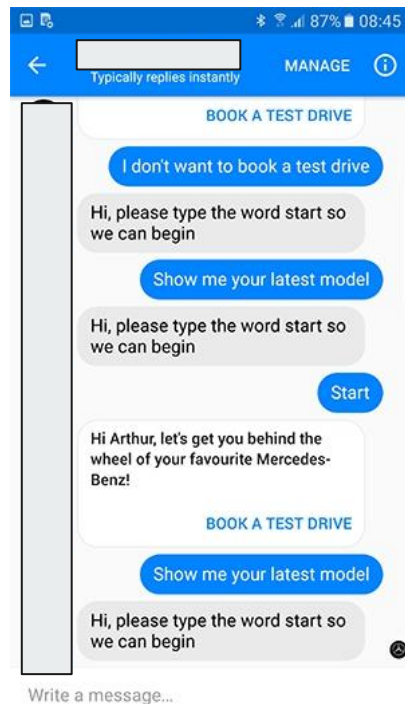 87% 08:45
Typically replies instantly
MANAGE
BOOK A TEST DRIVE
I don't want to book a test drive
Hi, please type the word start so
we can begin
Show me your latest model
Hi, please type the word start so
we can begin
Start
Hi Arthur, let's get you behind the
wheel of your favourite Mercedes-
Benz!
BOOK A TEST DRIVE
Show me your latest model
Hi, please type the word start so
we can begin
Write a message...